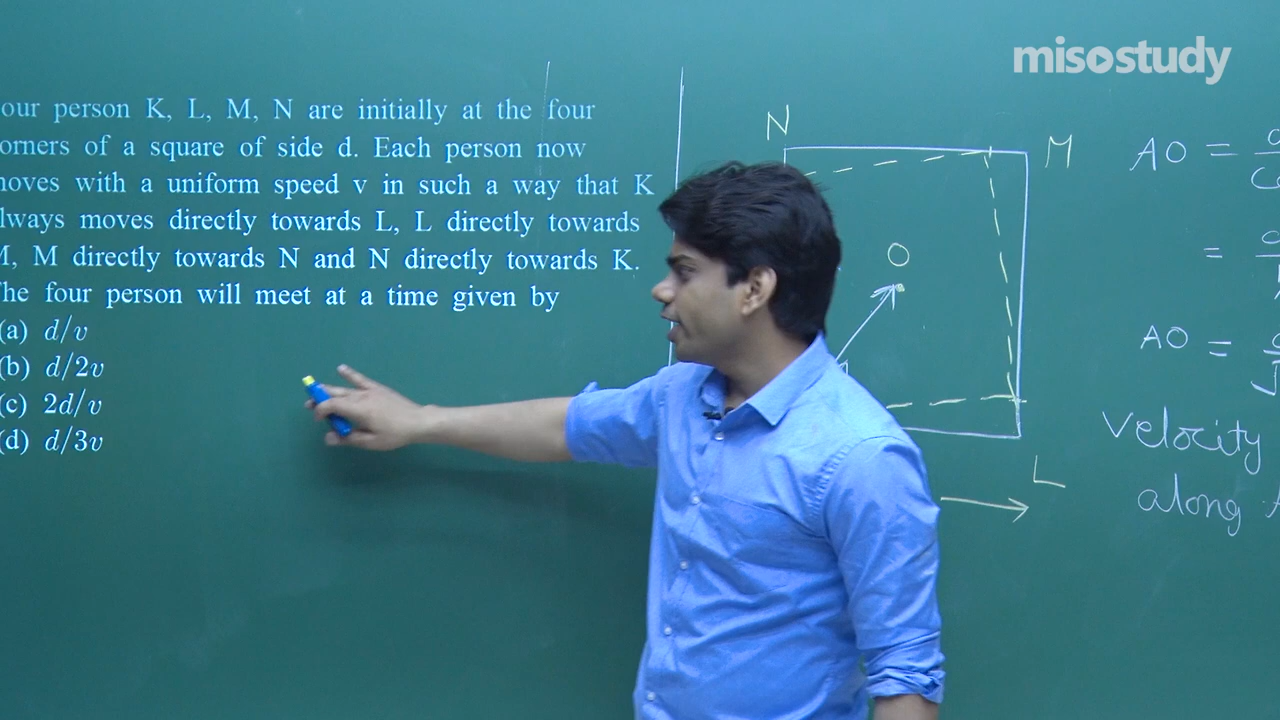 misostudy
our person K, L, M, N are initially at the four
orners of a square of side d. Each person now
noves with a uniform speed v in such a way that K
lways moves directly towards L, L directly towards
M, M directly towards N and N directly towards K.
The four person will meet at a time given by
(a) d/v
(b) d/2v
(c) 2d/v
(d) d/3v
N
M
O
L
AO =
=
AO =
Velocity
along